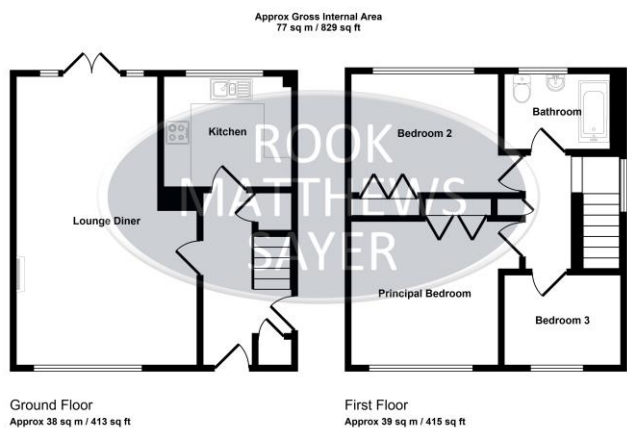 Approx Gross Internal Area
77 sq m / 829 sq ft
Kitchen
Lounge Diner
Bedroom 2
Bathroom
Principal Bedroom
Bedroom 3
ROOK
MATTHEWS
SAYER
Ground Floor
Approx 38 sq m / 413 sq ft
First Floor
Approx 39 sq m / 415 sq ft